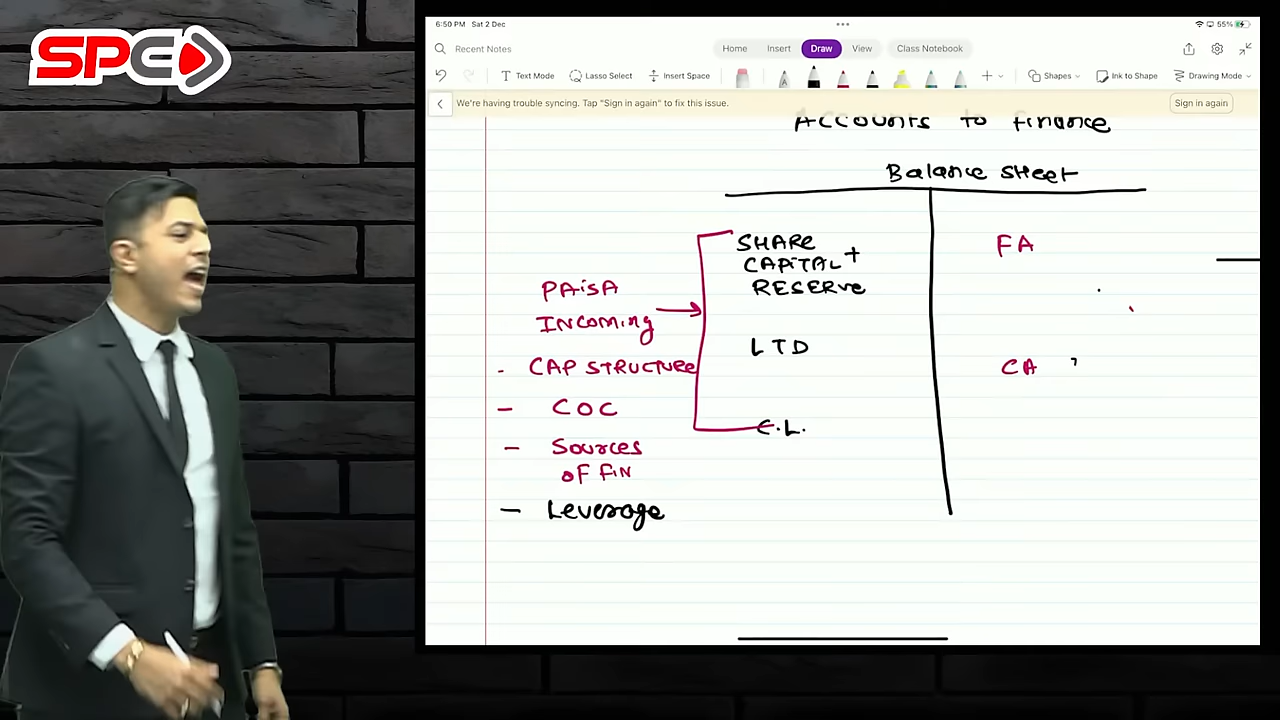 SPC
6:50 PM Sat 2 Dec
55%
Recent Notes
Home
Insert
Draw
View
Class Notebook
Text Mode
Lasso Select
Insert Space
Shapes
Ink to Shape
Drawing Mode
We're having trouble syncing. Tap "Sign in again" to fix this issue.
Sign in again
Accounts to finance
Balance sheet
SHARE
CAPITAL +
RESERVE
LTD
C.L.
FA
CA
PAISA
INCOMING
- CAP STRUCTURE
- COC
- Sources
of FIN
- Leverage